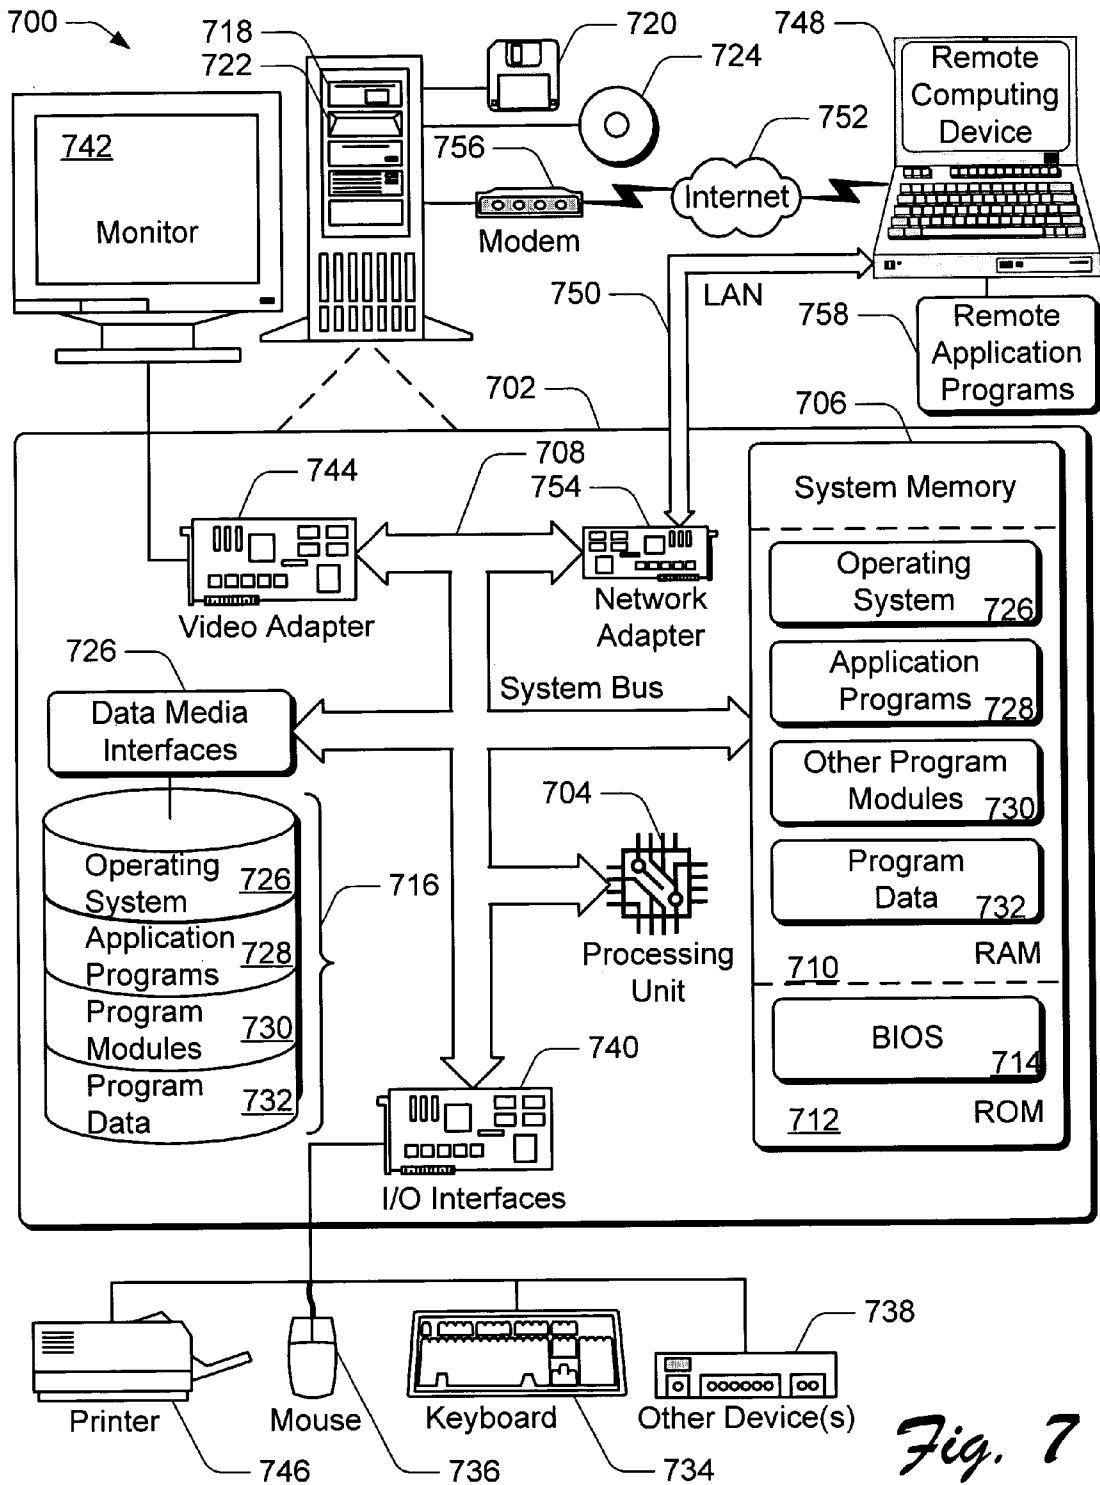 700
718
722
720
724
748
Remote
Computing
Device
742
Monitor
756
752
Internet
Modem
750
LAN
758
Remote
Application
Programs
702
706
708
744
754
System Memory
Operating
System
726
Video Adapter
Network
Adapter
726
Data Media
Interfaces
System Bus
Application
Programs
728
Other Program
Modules
730
704
Program
Data
732
Processing
Unit
RAM
710
Operating
System
726
716
Application
Programs
728
Program
Modules
730
Program
Data
732
BIOS
714
ROM
712
740
I/O Interfaces
738
Printer
Mouse
Keyboard
Other Device(s)
746
736
734
Fig. 7